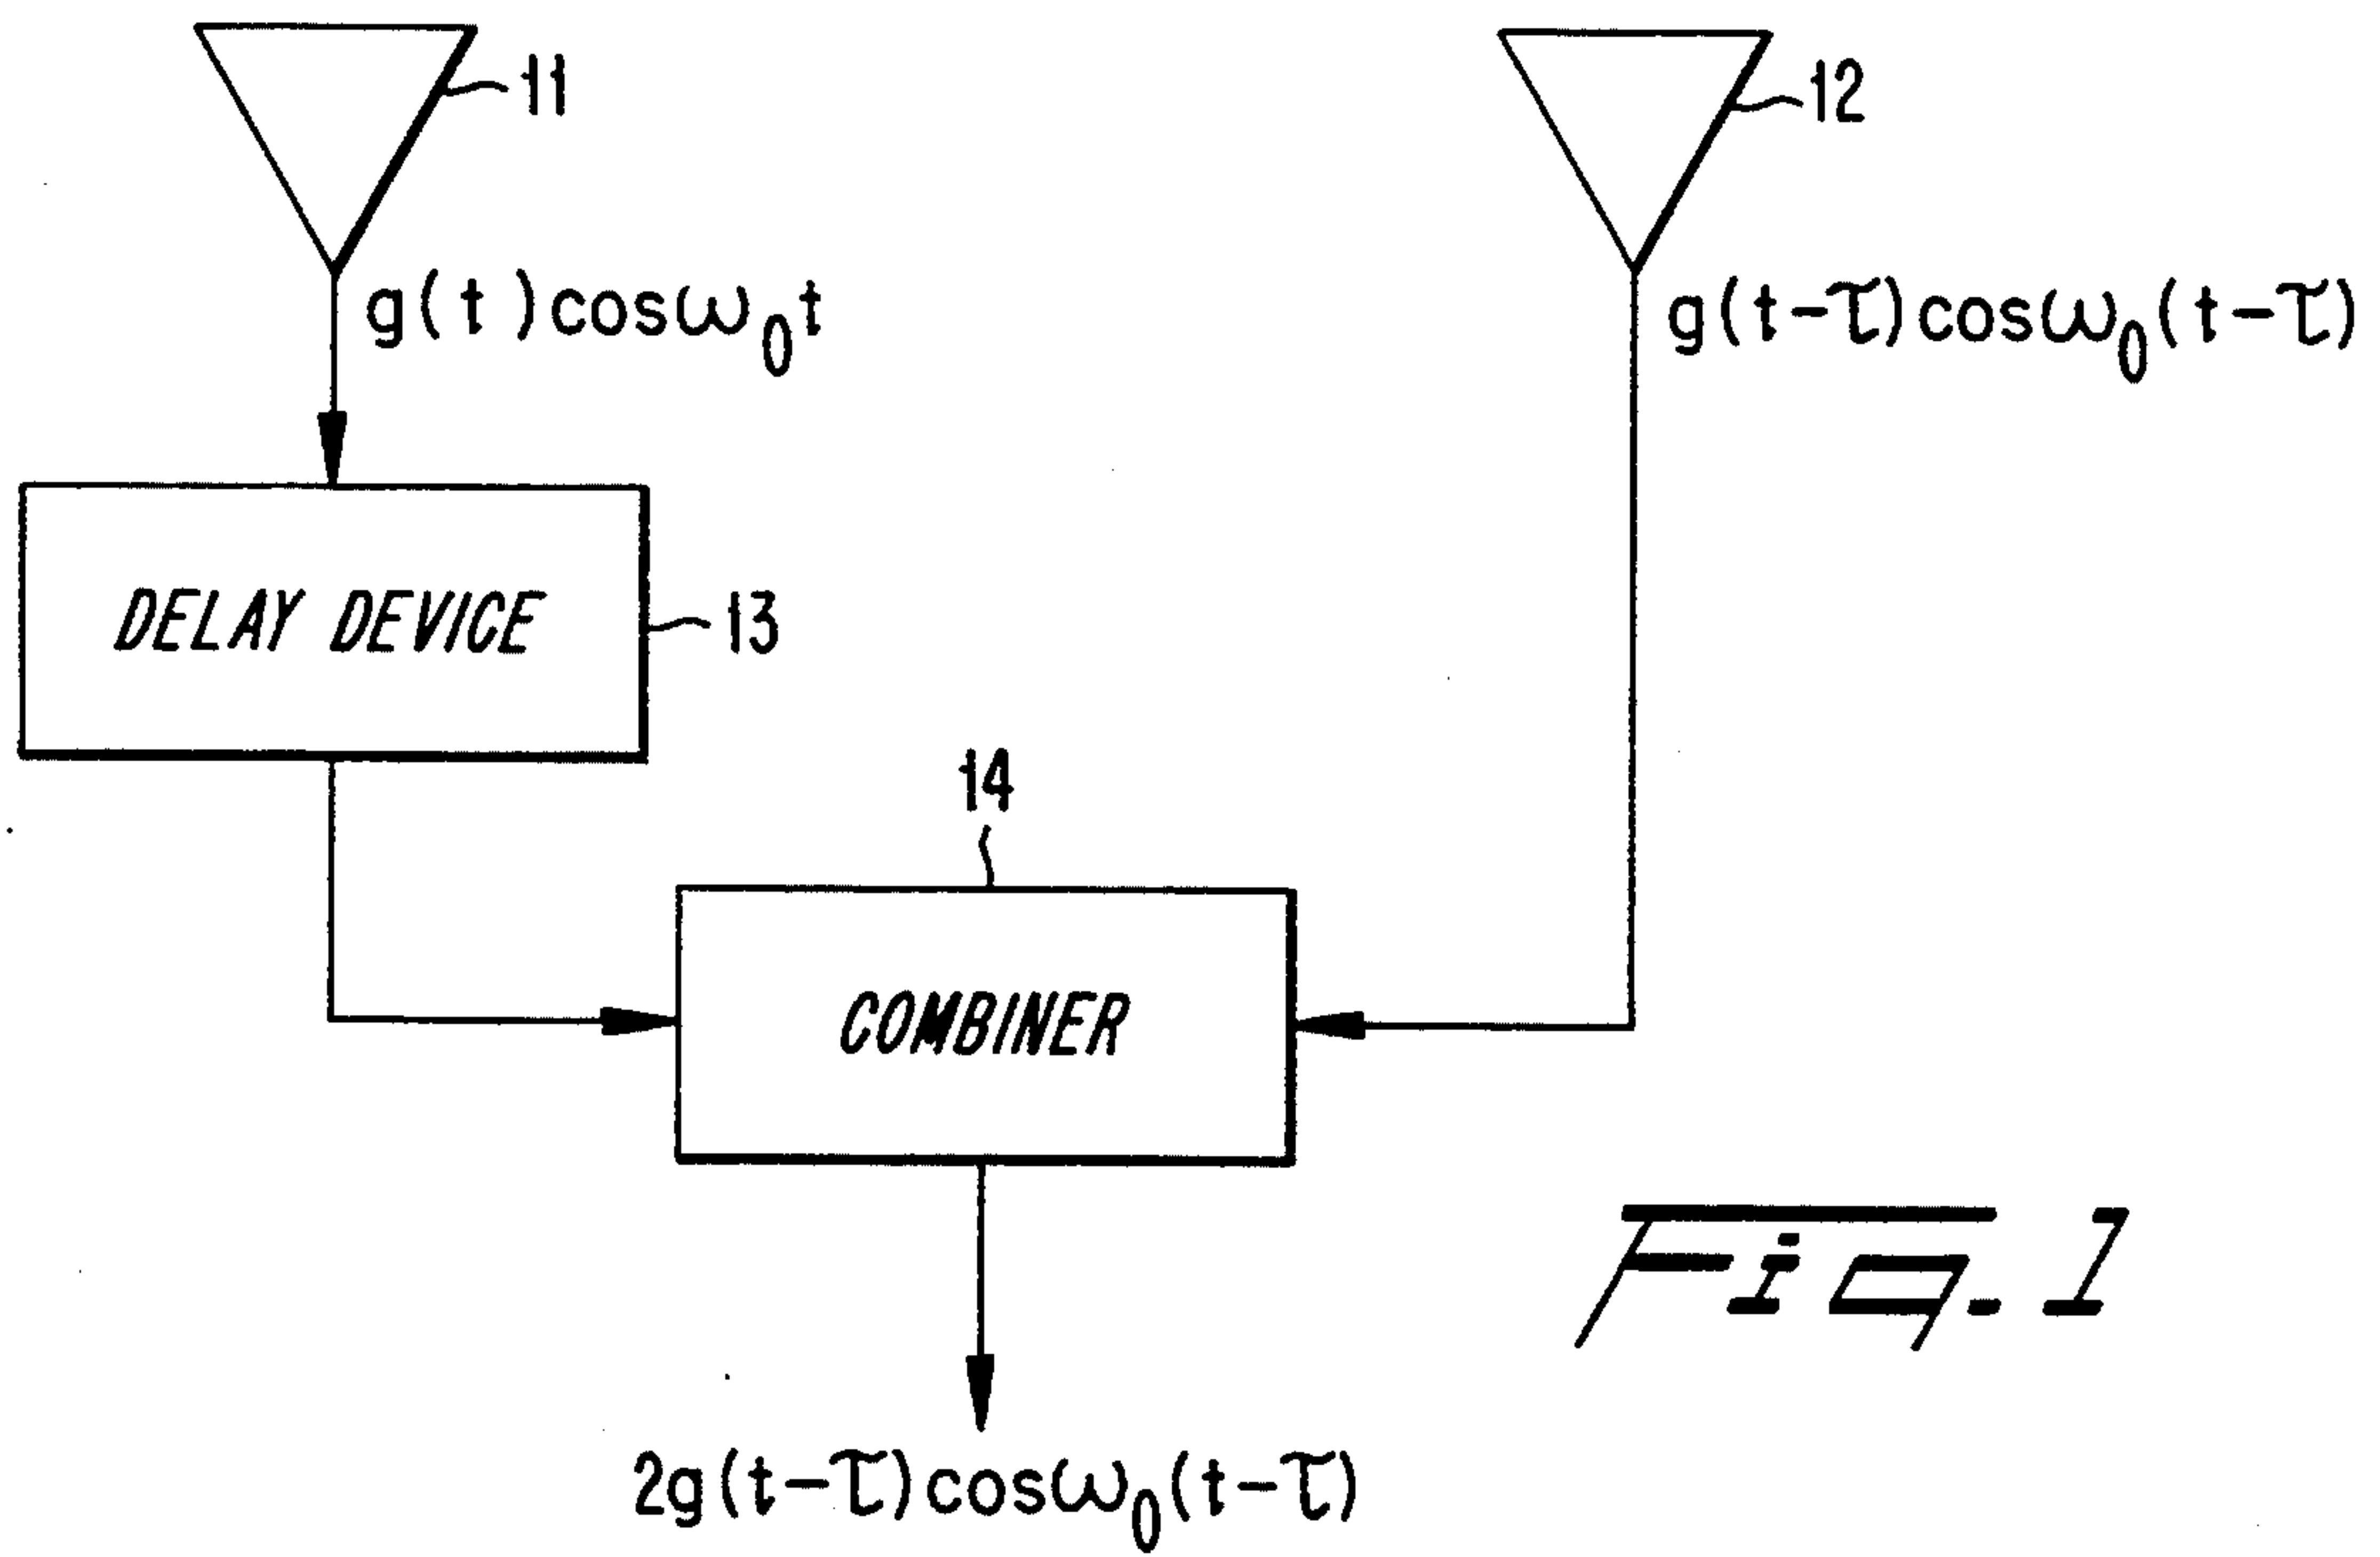 11
12
g(t)cosω₀t
g(t-τ)cosω₀(t-τ)
DELAY DEVICE
13
14
COMBINER
Fig. 1
2g(t-τ)cosω₀(t-τ)